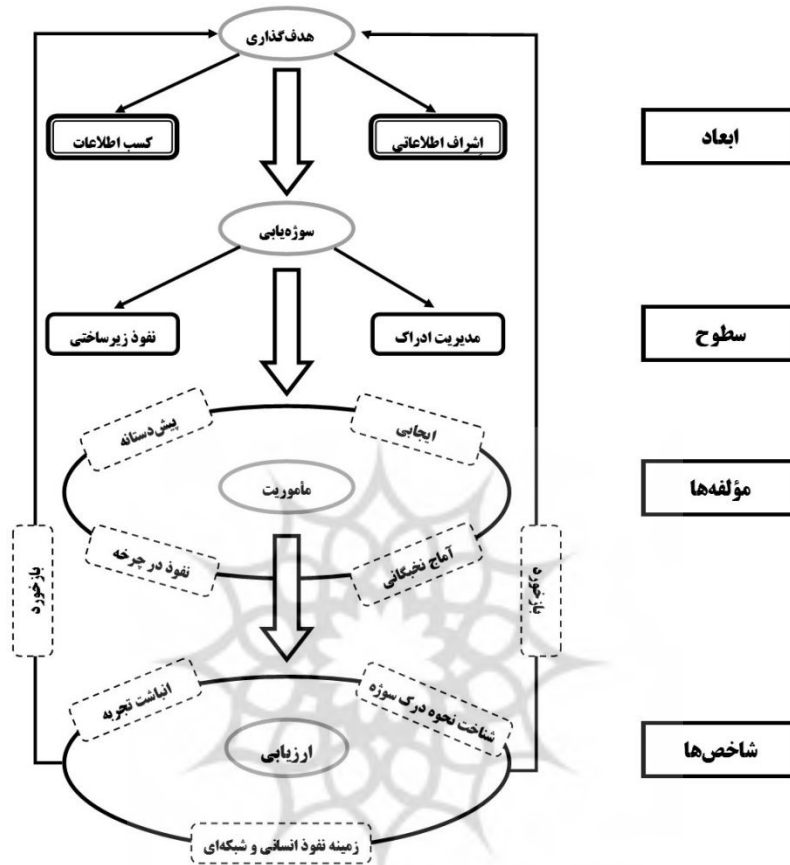 هدف‌گذاری
اِشراف اطلاعاتی
کسب اطلاعات
ابعاد
سوژه‌یابی
مدیریت ادراک
نفوذ زیرساختی
سطوح
ایجابی
پیش‌دستانه
مأموریت
مؤلفه‌ها
آماج نخبگانی
نفوذ در چرخه
بازخورد
بازخورد
شناخت نحوه درک سوژه
انباشت تجربه
ارزیابی
شاخص‌ها
زمینه نفوذ انسانی و شبکه‌ای